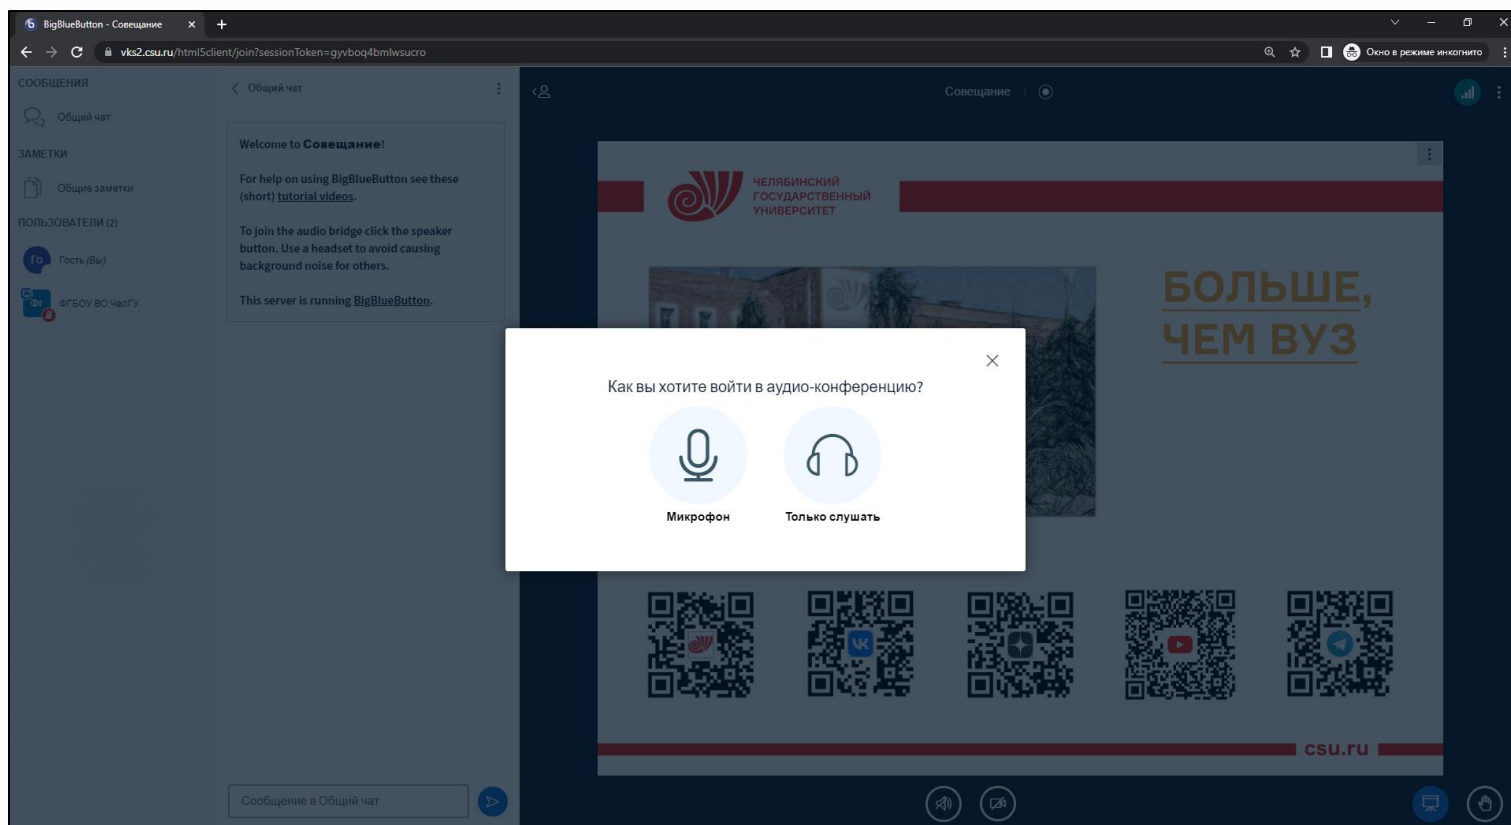 BigBlueButton - Совещание
vks2.csu.ru/html5client/join?sessionToken=gyvboq4bmlwsucro
Окно в режиме инкогнито
СООБЩЕНИЯ
Общий чат
ЗАМЕТКИ
Общие заметки
ПОЛЬЗОВАТЕЛИ (2)
Го
Гость (Вы)
Фг
ФГБОУ ВО ЧелГУ
Общий чат
Welcome to Совещание!
For help on using BigBlueButton see these
(short) tutorial videos.
To join the audio bridge click the speaker
button. Use a headset to avoid causing
background noise for others.
This server is running BigBlueButton.
Сообщение в Общий чат
Совещание
ЧЕЛЯБИНСКИЙ
ГОСУДАРСТВЕННЫЙ
УНИВЕРСИТЕТ
БОЛЬШЕ,
ЧЕМ ВУЗ
Как вы хотите войти в аудио-конференцию?
Микрофон
Только слушать
csu.ru